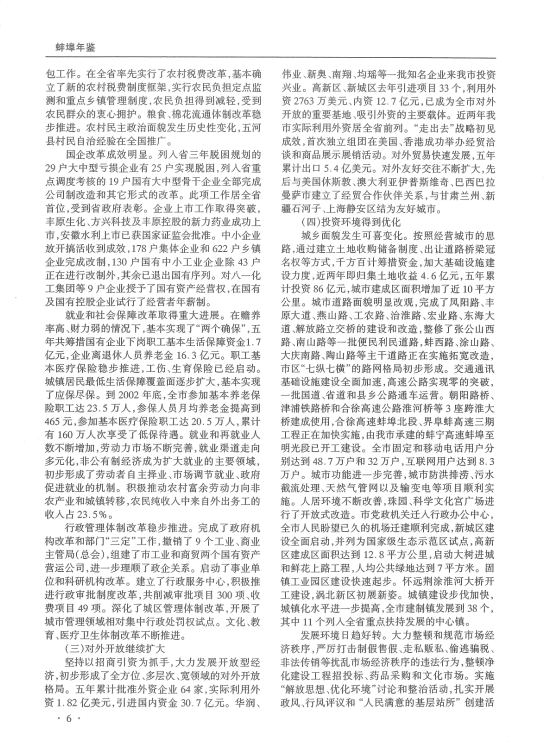 蚌埠年鉴
包工作。在全省率先实行了农村税费改革,基本确
立了新的农村税费制度框架,实行农民负担定点监
测和重点乡镇管理制度,农民负担得到减轻,受到
农民群众的衷心拥护。粮食、棉花流通体制改革稳
步推进。农村民主政治面貌发生历史性变化,五河
县村民自治经验在全国推广。
国企改革成效明显。列入省三年脱困规划的
29户大中型亏损企业有25户实现脱困,列入省重
点调度考核的19户国有大中型骨干企业全部完成
公司制改造和其它形式的改革。此项工作居全省
首位,受到省政府表彰。企业上市工作取得突破,
丰原生化、方兴科技及丰原控股的新力药业成功上
市,安徽水利上市已获国家证监会批准。中小企业
放开搞活收到成效,178户集体企业和622户乡镇
企业完成改制,130户国有中小工业企业除43户
正在进行改制外,其余已退出国有序列。对八一化
工集团等9户企业授予了国有资产经营权,在国有
及国有控股企业试行了经营者年薪制。
就业和社会保障改革取得重大进展。在赡养
率高、财力弱的情况下,基本实现了“两个确保”,五
年共筹措国有企业下岗职工基本生活保障资金1.7
亿元,企业离退休人员养老金16.3亿元。职工基
本医疗保险稳步推进,工伤、生育保险已经启动。
城镇居民最低生活保障覆盖面逐步扩大,基本实现
了应保尽保。到2002年底,全市参加基本养老保
险职工达23.5万人,参保人员月均养老金提高到
465元,参加基本医疗保险职工达20.5万人,累计
有160万人次享受了低保待遇。就业和再就业人
数不断增加,劳动力市场不断完善,就业渠道走向
多元化,非公有制经济成为扩大就业的主要领域,
初步形成了劳动者自主择业、市场调节就业、政府
促进就业的机制。积极推动农村富余劳动力向非
农产业和城镇转移,农民纯收入中来自外出务工的
收入占23.5%。
行政管理体制改革稳步推进。完成了政府机
构改革和部门“三定”工作,撤销了9个工业、商业
主管局(总会),组建了市工业和商贸两个国有资产
营运公司,进一步理顺了政企关系。启动了事业单
位和科研机构改革。建立了行政服务中心,积极推
进行政审批制度改革,共削减审批项目300项、收
费项目49项。深化了城区管理体制改革,开展了
城市管理领域相对集中行政处罚权试点。文化、教
育、医疗卫生体制改革不断推进。
(三)对外开放继续扩大
坚持以招商引资为抓手,大力发展开放型经
济,初步形成了全方位、多层次、宽领域的对外开放
格局。五年累计批准外资企业64家,实际利用外
资1.82亿美元,引进国内资金30.7亿元。华润、
·6·
伟业、新奥、南翔、均瑶等一批知名企业来我市投资
兴业。高新区、新城区去年引进项目33个,利用外
资2763万美元、内资12.7亿元,已成为全市对外
开放的重要基地、吸引外资的主要载体。近两年我
市实际利用外资居全省前列。“走出去”战略初见
成效,首次独立组团在美国、香港成功举办经贸洽
谈和商品展示展销活动。对外贸易快速发展,五年
累计出口5.4亿美元。对外友好交往不断扩大,先
后与美国休斯敦、澳大利亚伊普斯维奇、巴西巴拉
曼萨市建立了经贸合作伙伴关系,与甘肃兰州、新
疆石河子、上海静安区结为友好城市。
(四)投资环境得到优化
城乡面貌发生可喜变化。按照经营城市的思
路,通过建立土地收购储备制度、出让道路桥梁冠
名权等方式,千方百计筹措资金,加大基础设施建
设力度,近两年即归集土地收益4.6亿元,五年累
计投资86亿元,城市建成区面积增加了近10平方
公里。城市道路面貌明显改观,完成了凤阳路、丰
原大道、燕山路、工农路、治淮路、宏业路、东海大
道、解放路立交桥的建设和改造,整修了张公山西
路、南山路等一批便民利民道路,蚌西路、涂山路、
大庆南路、陶山路等主干道路正在实施拓宽改造,
市区“七纵七横”的路网格局初步形成。交通通讯
基础设施建设全面加速,高速公路实现零的突破,
一批国道、省道和县乡公路通车运营。朝阳路桥、
津浦铁路桥和合徐高速公路淮河桥等3座跨淮大
桥建成使用,合徐高速蚌埠北段、界阜蚌高速三期
工程正在加快实施,由我市承建的蚌宁高速蚌埠至
明光段已开工建设。全市固定和移动电话用户分
别达到48.7万户和32万户,互联网用户达到8.3
万户。城市功能进一步完善,城市防洪排涝、污水
截流处理、天然气管网以及输变电等项目顺利实
施。人居环境不断改善,珠园、科学文化宫广场进
行了开放式改造。市党政机关迁入行政办公中心,
全市人民盼望已久的机场迁建顺利完成,新城区建
设全面启动,并列为国家级生态示范区试点,高新
区建成区面积达到12.8平方公里,启动大树进城
和鲜花上路工程,人均公共绿地达到7平方米。固
镇工业园区建设快速起步。怀远荆涂淮河大桥开
工建设,涡北新区初展新姿。城镇建设步伐加快,
城镇化水平进一步提高,全市建制镇发展到38个,
其中11个列入全省重点扶持发展的中心镇。
发展环境日趋好转。大力整顿和规范市场经
济秩序,严厉打击制假售假、走私贩私、偷逃骗税、
非法传销等扰乱市场经济秩序的违法行为,整顿净
化建设工程招投标、药品采购和文化市场。实施
“解放思想、优化环境”讨论和整治活动,扎实开展
政风、行风评议和“人民满意的基层站所”创建活